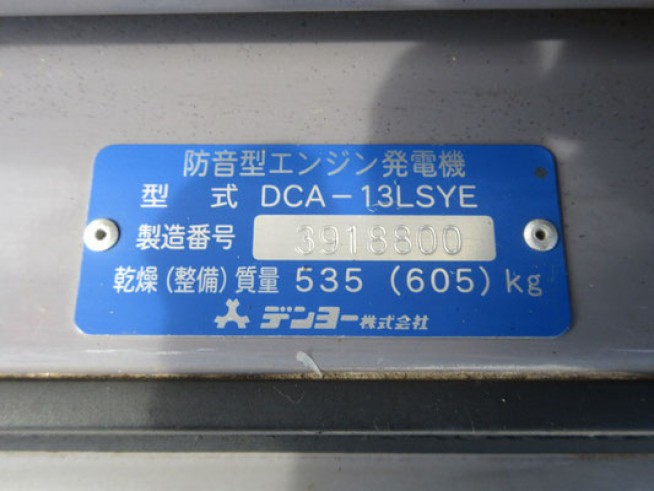 防音型エンジン発電機
型 式 DCA-13LSYE
製造番号 3918800
乾燥(整備)質量 535 (605)kg
デンヨー株式会社